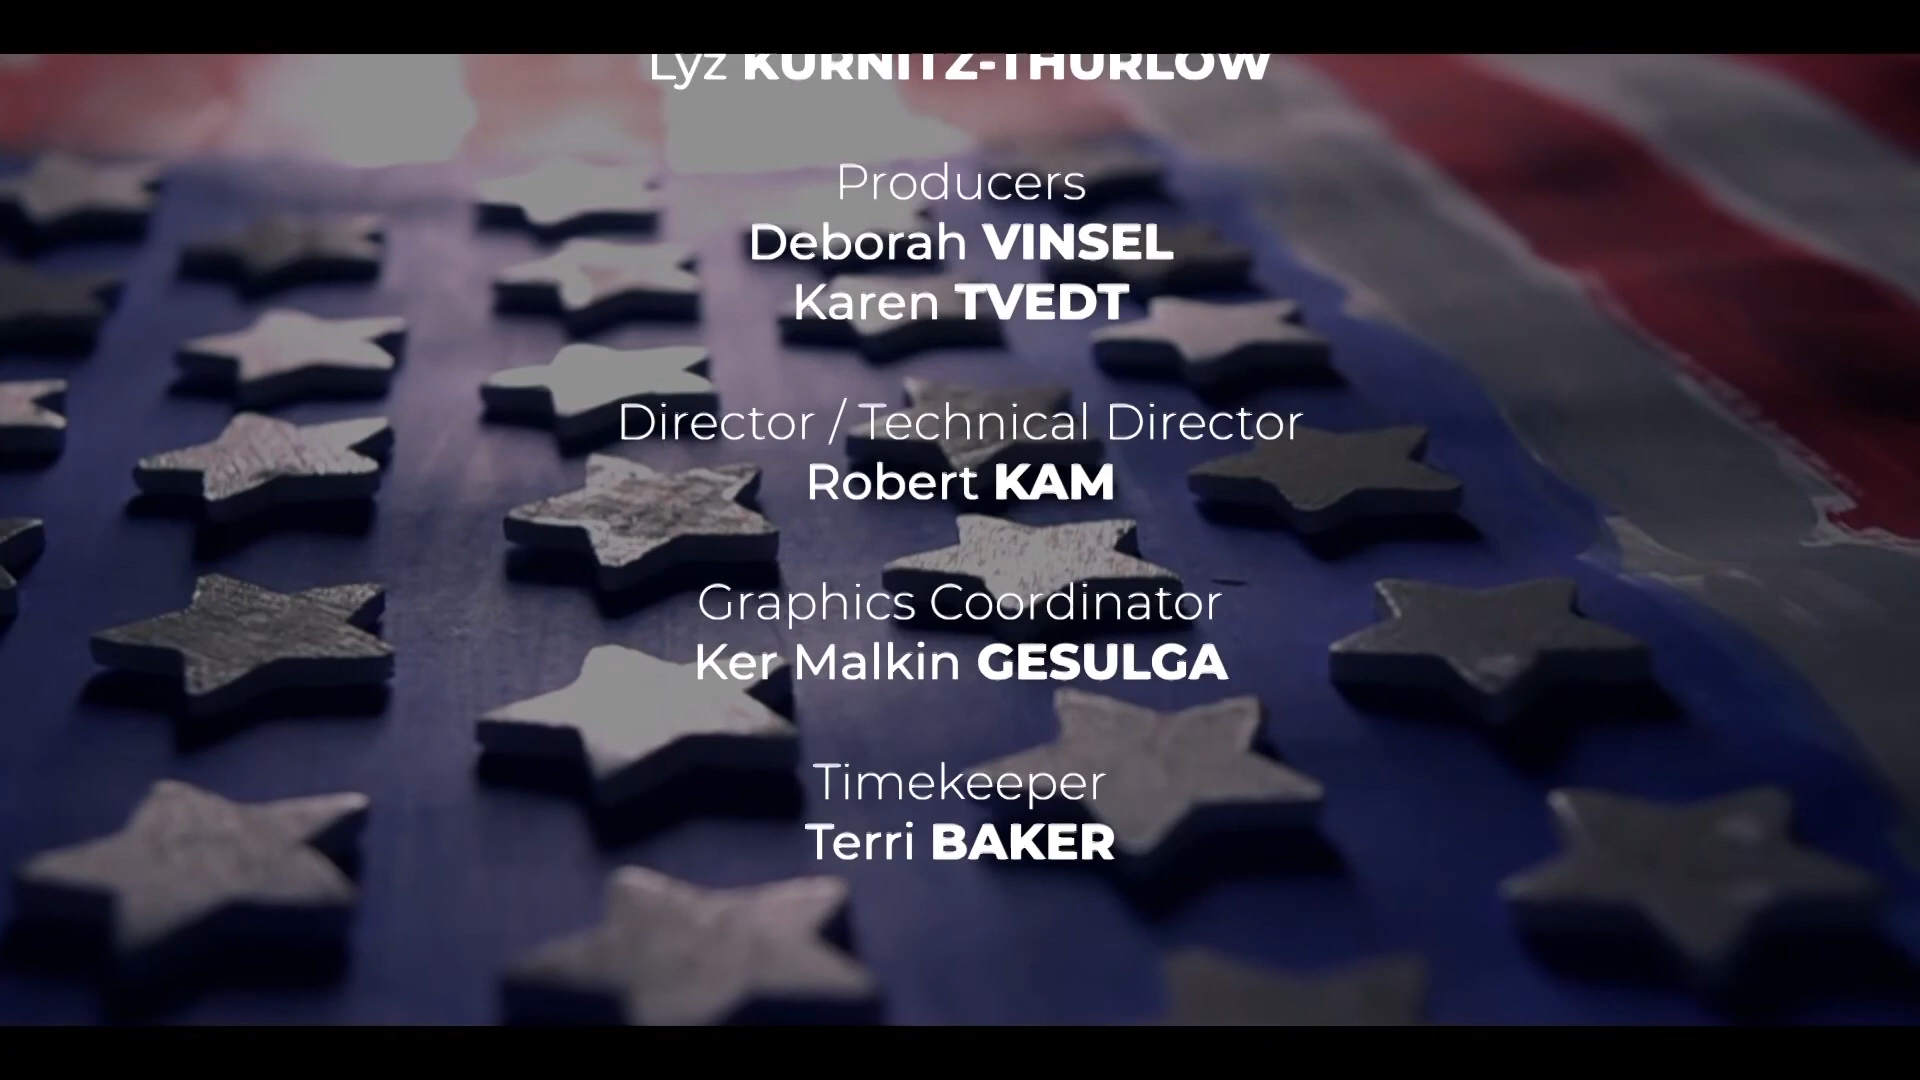 Lyz KURNITZ-THURLOW
Producers
Deborah VINSEL
Karen TVEDT
Director / Technical Director
Robert KAM
Graphics Coordinator
Ker Malkin GESULGA
Timekeeper
Terri BAKER